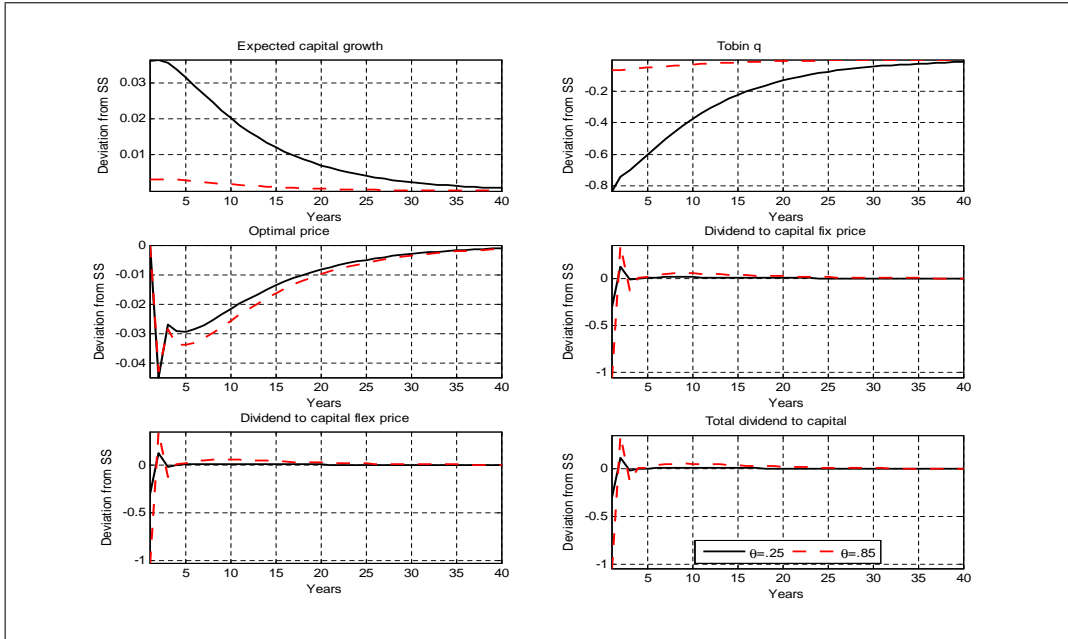 Expected capital growth
Deviation from SS
0.03
0.02
0.01
5 10 15 20 25 30 35 40
Years
Tobin q
Deviation from SS
-0.2
-0.4
-0.6
-0.8
5 10 15 20 25 30 35 40
Years
Optimal price
Deviation from SS
0
-0.01
-0.02
-0.03
-0.04
5 10 15 20 25 30 35 40
Years
Dividend to capital fix price
Deviation from SS
0
-0.5
-1
5 10 15 20 25 30 35 40
Years
Dividend to capital flex price
Deviation from SS
0
-0.5
-1
5 10 15 20 25 30 35 40
Years
Total dividend to capital
Deviation from SS
0
-0.5
-1
θ=.25 θ=.85
5 10 15 20 25 30 35 40
Years